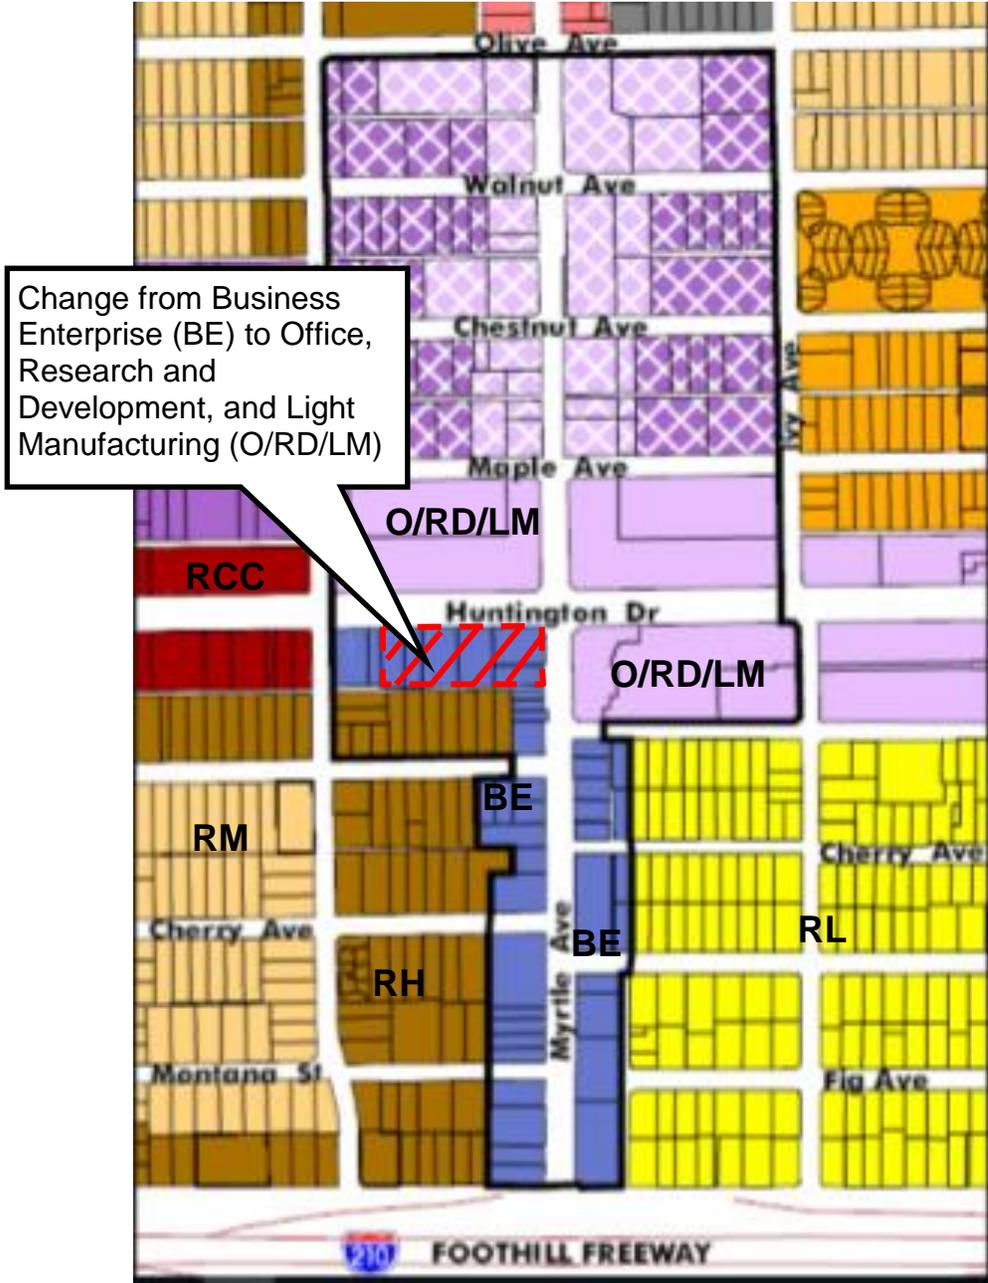 Olive Ave
Walnut Ave
Change from Business
Enterprise (BE) to Office,
Research and
Development, and Light
Manufacturing (O/RD/LM)
Chestnut Ave
Ivy Ave
Maple Ave
O/RD/LM
RCC
Huntington Dr
O/RD/LM
BE
RM
Cherry Ave
Cherry Ave
Myrtle Ave
BE
RL
RH
Montana St
Fig Ave
210
FOOTHILL FREEWAY